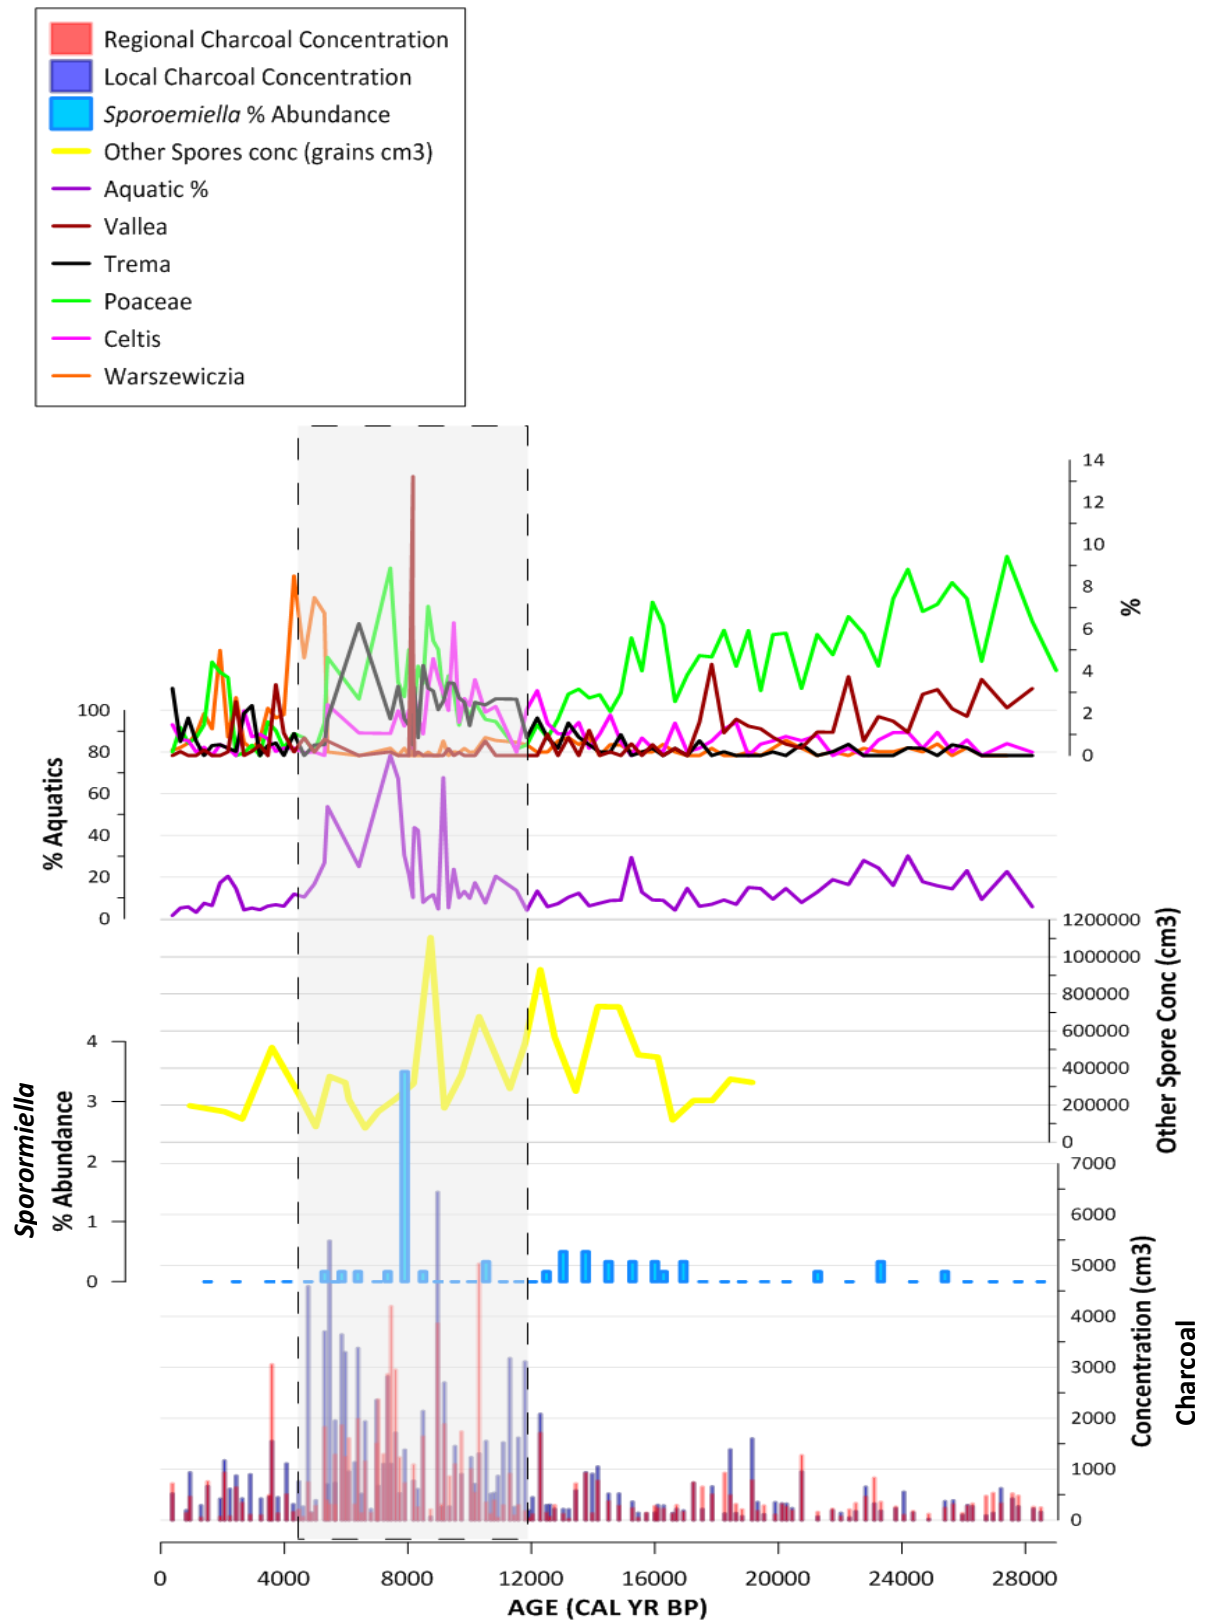 Regional Charcoal Concentration
Local Charcoal Concentration
Sporoemiella % Abundance
Other Spores conc (grains cm3)
Aquatic %
Vallea
Trema
Poaceae
Celtis
Warszewiczia
14
12
10
8
6
4
2
0
%
100
80
60
40
20
0
% Aquatics
1200000
1000000
800000
600000
400000
200000
0
Other Spore Conc (cm3)
4
3
2
1
0
Sporormiella
% Abundance
7000
6000
5000
4000
3000
2000
1000
0
Concentration (cm3)
Charcoal
0 4000 8000 12000 16000 20000 24000 28000
AGE (CAL YR BP)